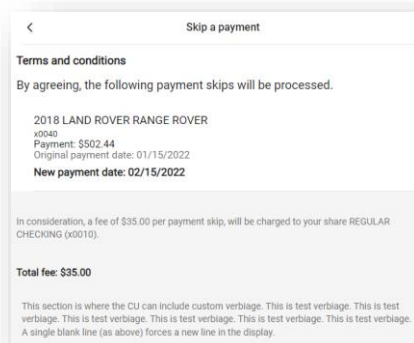 Skip a payment
Terms and conditions
By agreeing, the following payment skips will be processed.
2018 LAND ROVER RANGE ROVER
x0040
Payment: $502.44
Original payment date: 01/15/2022
New payment date: 02/15/2022
In consideration, a fee of $35.00 per payment skip, will be charged to your share REGULAR
CHECKING (x0010).
Total fee: $35.00
This section is where the CU can include custom verbiage. This is test verbiage. This is test
verbiage. This is test verbiage. This is test verbiage. This is test verbiage. This is test verbiage.
A single blank line (as above) forces a new line in the display.